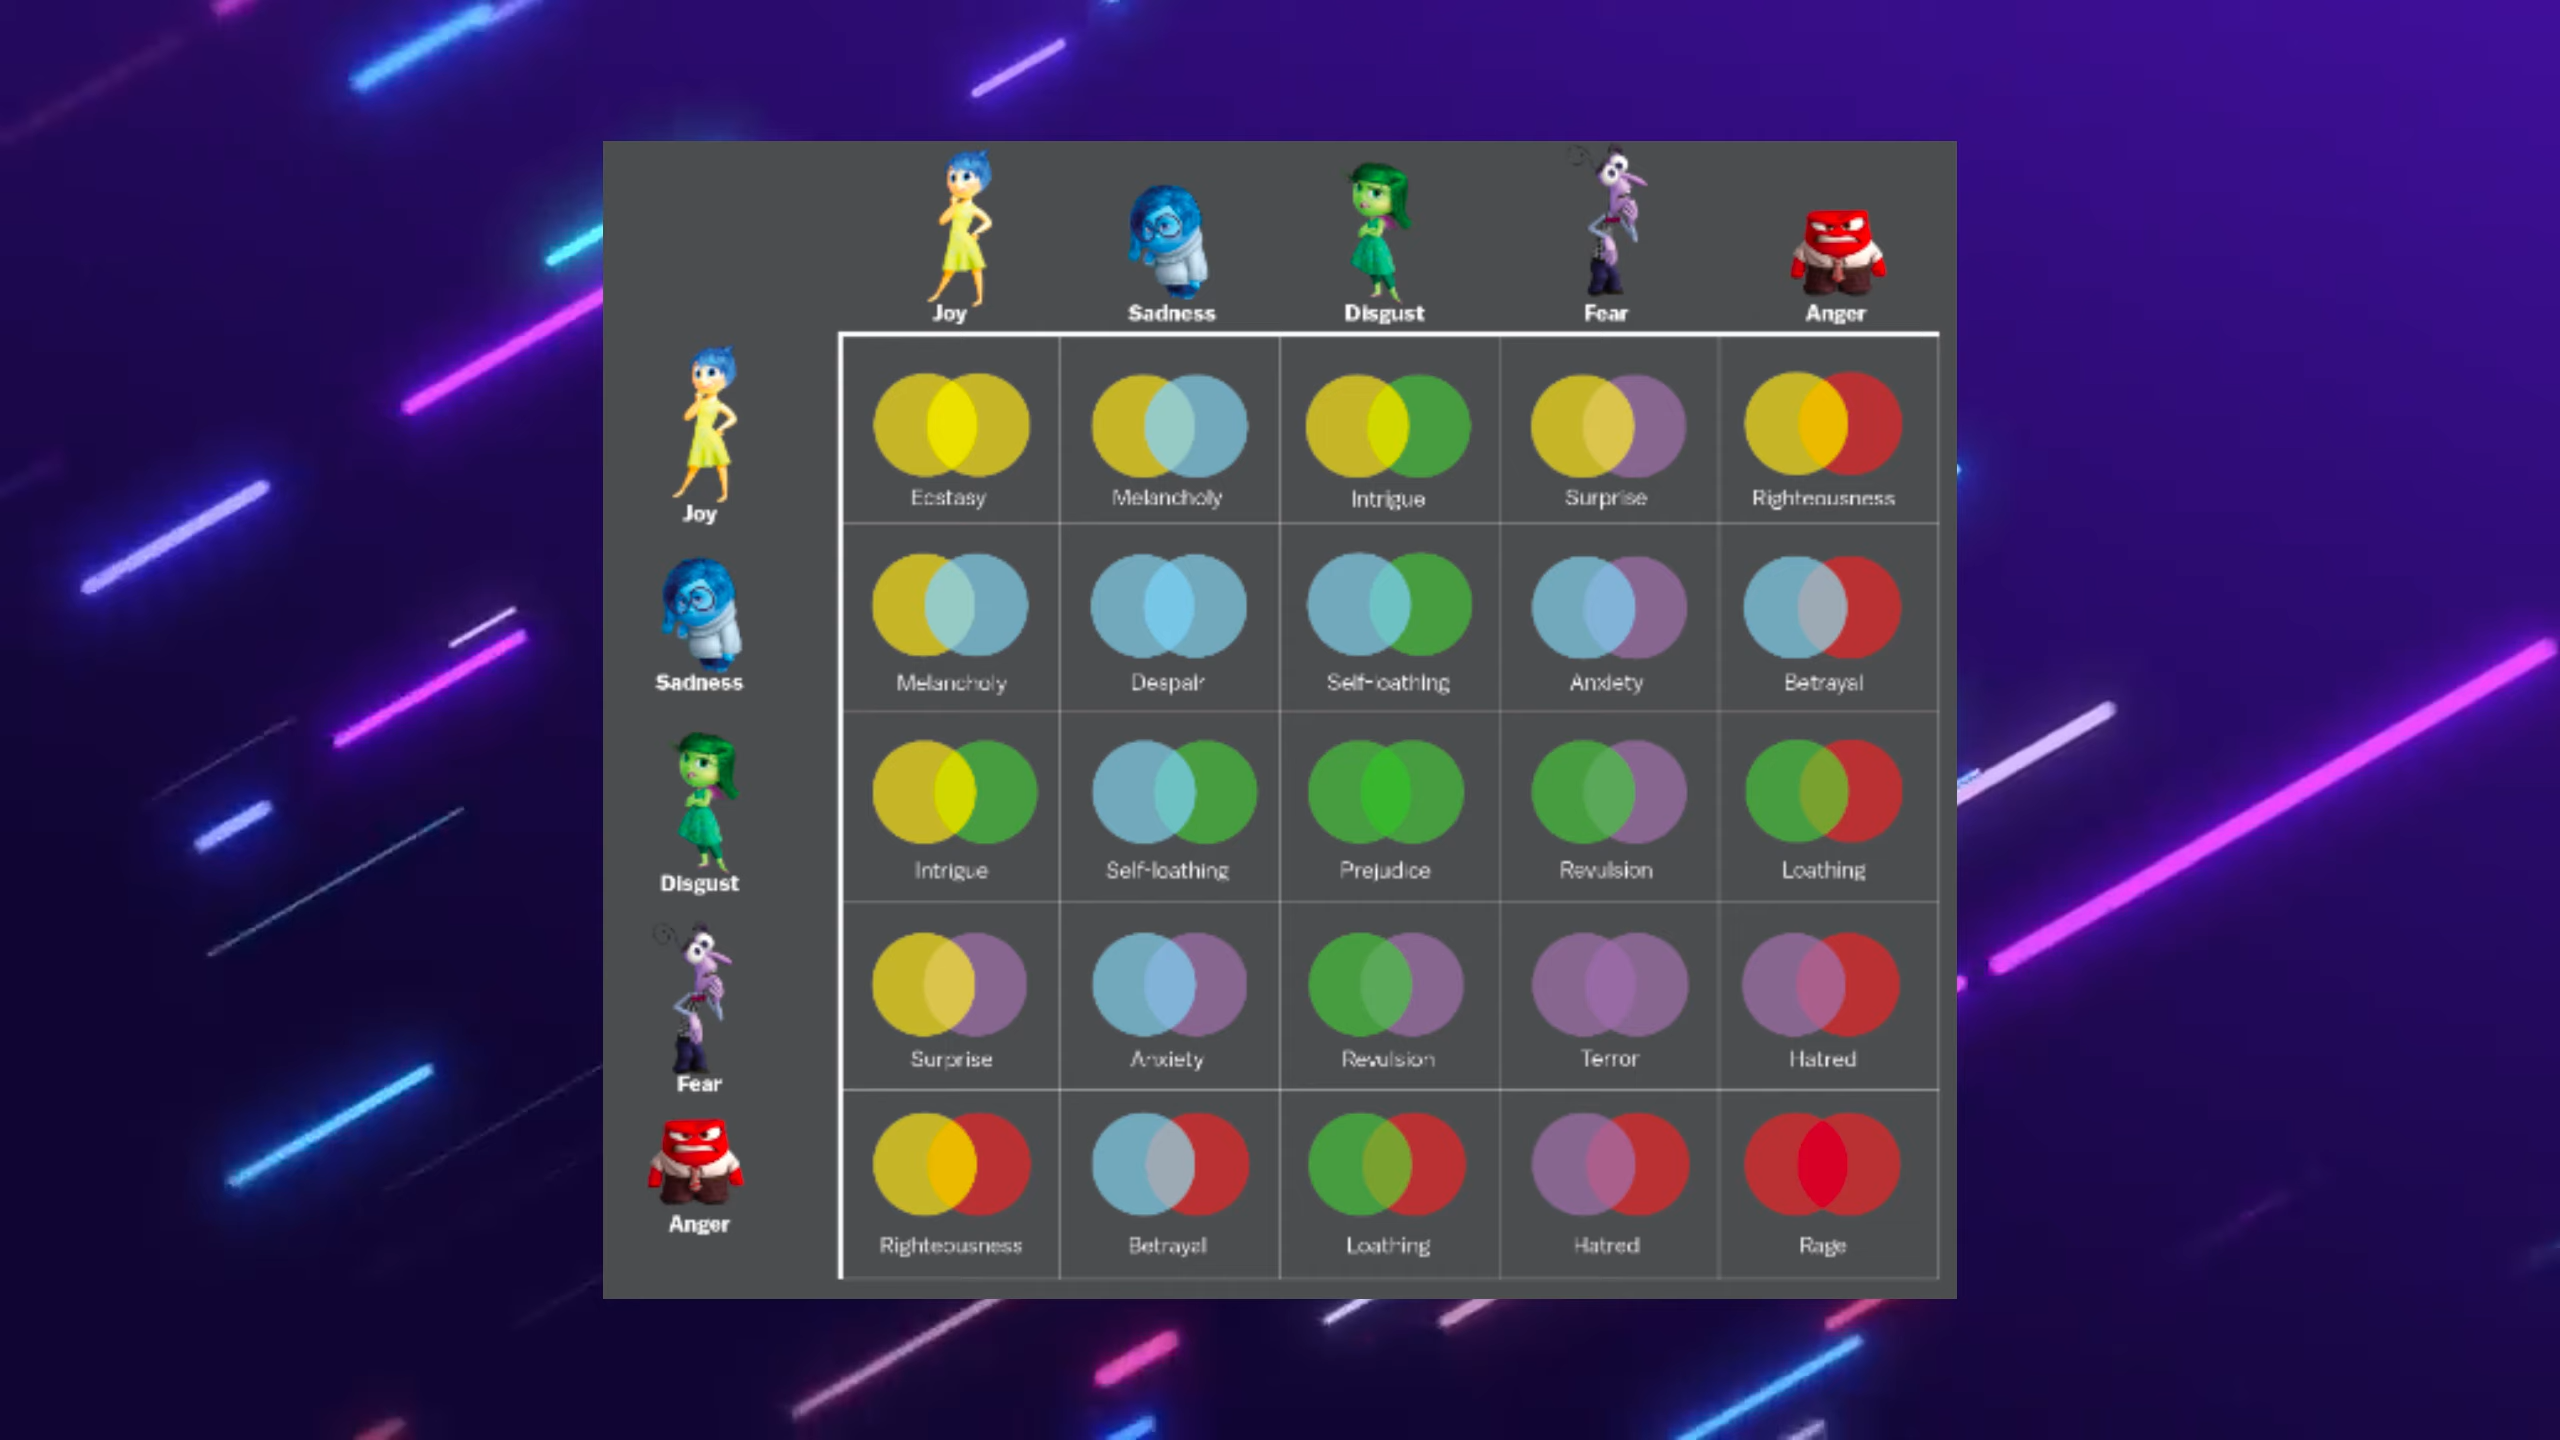 Joy Sadness Disgust Fear Anger
Joy
Ecstasy Melancholy Intrigue Surprise Righteousness
Sadness
Melancholy Despair Self-loathing Anxiety Betrayal
Disgust
Intrigue Self-loathing Prejudice Revulsion Loathing
Fear
Surprise Anxiety Revulsion Terror Hatred
Anger
Righteousness Betrayal Loathing Hatred Rage